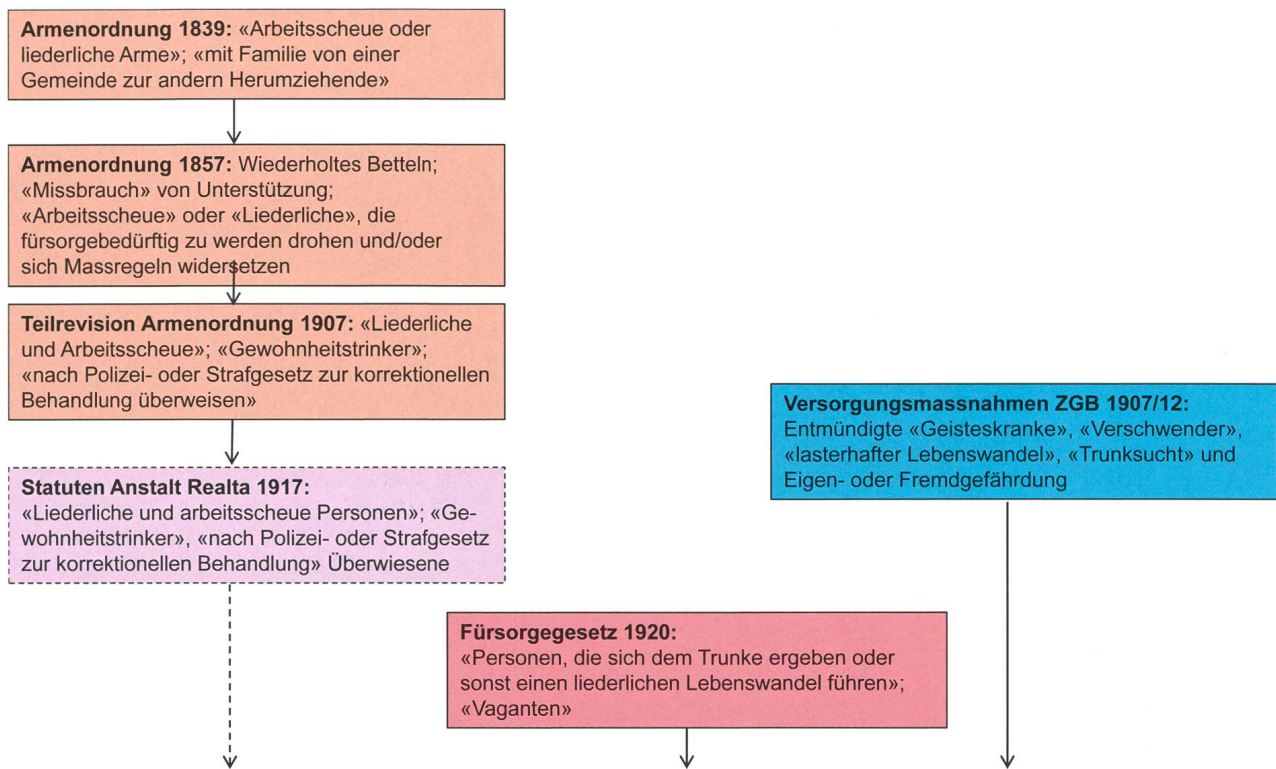 Armenordnung 1839: «Arbeitsscheue oder
liederliche Arme»; «mit Familie von einer
Gemeinde zur andern Herumziehende»
Armenordnung 1857: Wiederholtes Betteln;
«Missbrauch» von Unterstützung;
«Arbeitsscheue» oder «Liederliche», die
fürsorgebedürftig zu werden drohen und/oder
sich Massregeln widersetzen
Teilrevision Armenordnung 1907: «Liederliche
und Arbeitsscheue»; «Gewohnheitstrinker»;
«nach Polizei- oder Strafgesetz zur korrektionellen
Behandlung überweisen»
Versorgungsmassnahmen ZGB 1907/12:
Entmündigte «Geisteskranke», «Verschwender»,
«lasterhafter Lebenswandel», «Trunksucht» und
Eigen- oder Fremdgefährdung
Statuten Anstalt Realta 1917:
«Liederliche und arbeitsscheue Personen»; «Ge-
wohnheitstrinker», «nach Polizei- oder Strafgesetz
zur korrektionellen Behandlung» Überwiesene
Fürsorgegesetz 1920:
«Personen, die sich dem Trunke ergeben oder
sonst einen liederlichen Lebenswandel führen»;
«Vaganten»